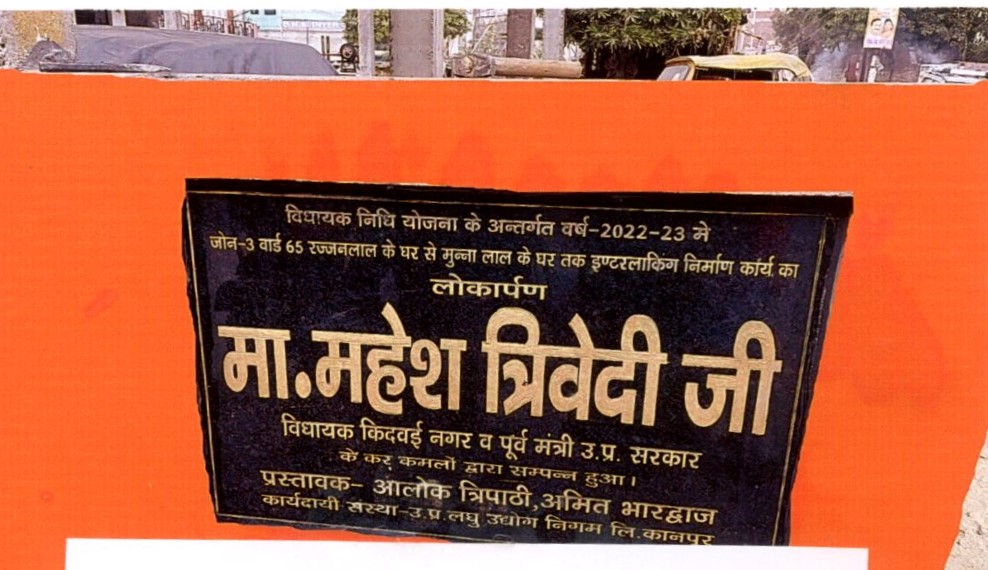 विधायक निधि योजना के अन्तर्गत वर्ष-2022-23 मे
जोन-3 वार्ड 65 रज्जनलाल के घर से मुन्ना लाल के घर तक इण्टरलाकिग निर्माण कार्य का
लोकार्पण
मा.महेश त्रिवेदी जी
विधायक किदवई नगर व पूर्व मंत्री उ.प्र. सरकार
के कर कमलों द्वारा सम्पन्न हुआ।
प्रस्तावक- आलोक त्रिपाठी,अमित भारद्वाज
कार्यदायी संस्था-उ.प्र.लघु उद्योग निगम लि.कानपुर